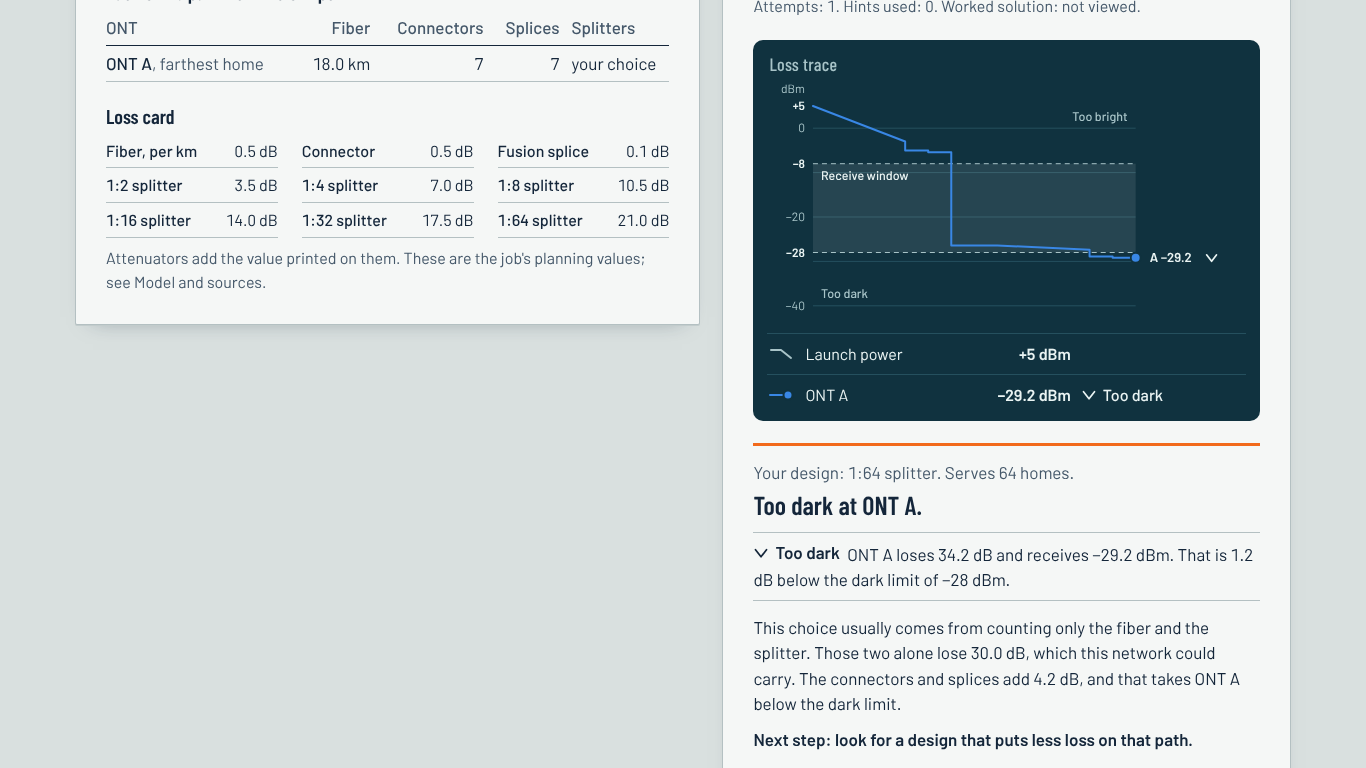 ONT Fiber Connectors Splices Splitters
ONT A, farthest home 18.0 km 7 7 your choice
Loss card
Fiber, per km 0.5 dB Connector 0.5 dB Fusion splice 0.1 dB
1:2 splitter 3.5 dB 1:4 splitter 7.0 dB 1:8 splitter 10.5 dB
1:16 splitter 14.0 dB 1:32 splitter 17.5 dB 1:64 splitter 21.0 dB
Attenuators add the value printed on them. These are the job's planning values;
see Model and sources.
Attempts: 1. Hints used: 0. Worked solution: not viewed.
Loss trace
dBm
+5
Too bright
0
−8
Receive window
−20
−28
A −29.2
Too dark
−40
Launch power +5 dBm
ONT A −29.2 dBm Too dark
Your design: 1:64 splitter. Serves 64 homes.
Too dark at ONT A.
Too dark ONT A loses 34.2 dB and receives −29.2 dBm. That is 1.2
dB below the dark limit of −28 dBm.
This choice usually comes from counting only the fiber and the
splitter. Those two alone lose 30.0 dB, which this network could
carry. The connectors and splices add 4.2 dB, and that takes ONT A
below the dark limit.
Next step: look for a design that puts less loss on that path.